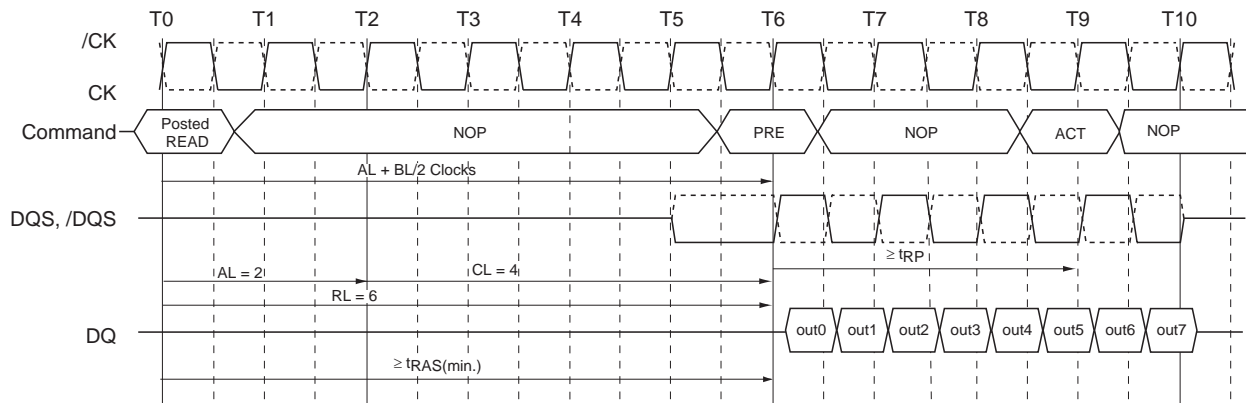 T0 T1 T2 T3 T4 T5 T6 T7 T8 T9 T10
/CK
CK
Command
Posted
READ
NOP
PRE
NOP
ACT
NOP
AL + BL/2 Clocks
DQS, /DQS
≥ tRP
AL = 2
CL = 4
RL = 6
DQ
out0 out1 out2 out3 out4 out5 out6 out7
≥ tRAS(min.)